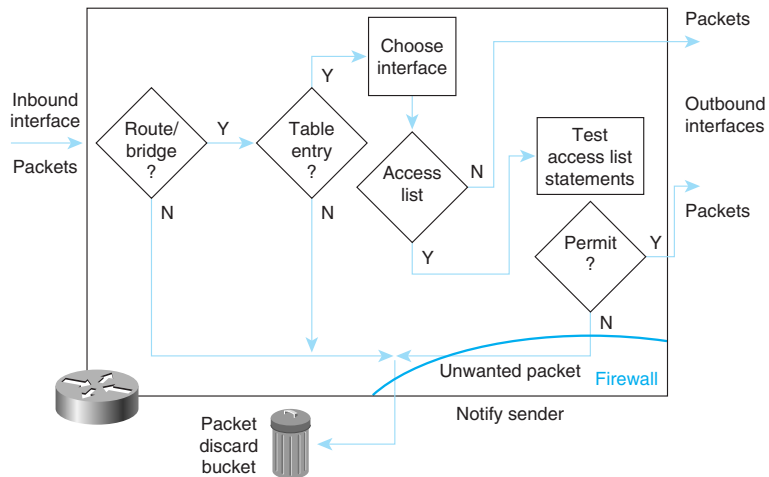 Inbound
interface
Packets
Route/
bridge
?
Y
N
Table
entry
?
Y
N
Choose
interface
Access
list
N
Y
Test
access list
statements
Permit
?
Y
N
Packets
Outbound
interfaces
Packets
Unwanted packet
Firewall
Notify sender
Packet
discard
bucket